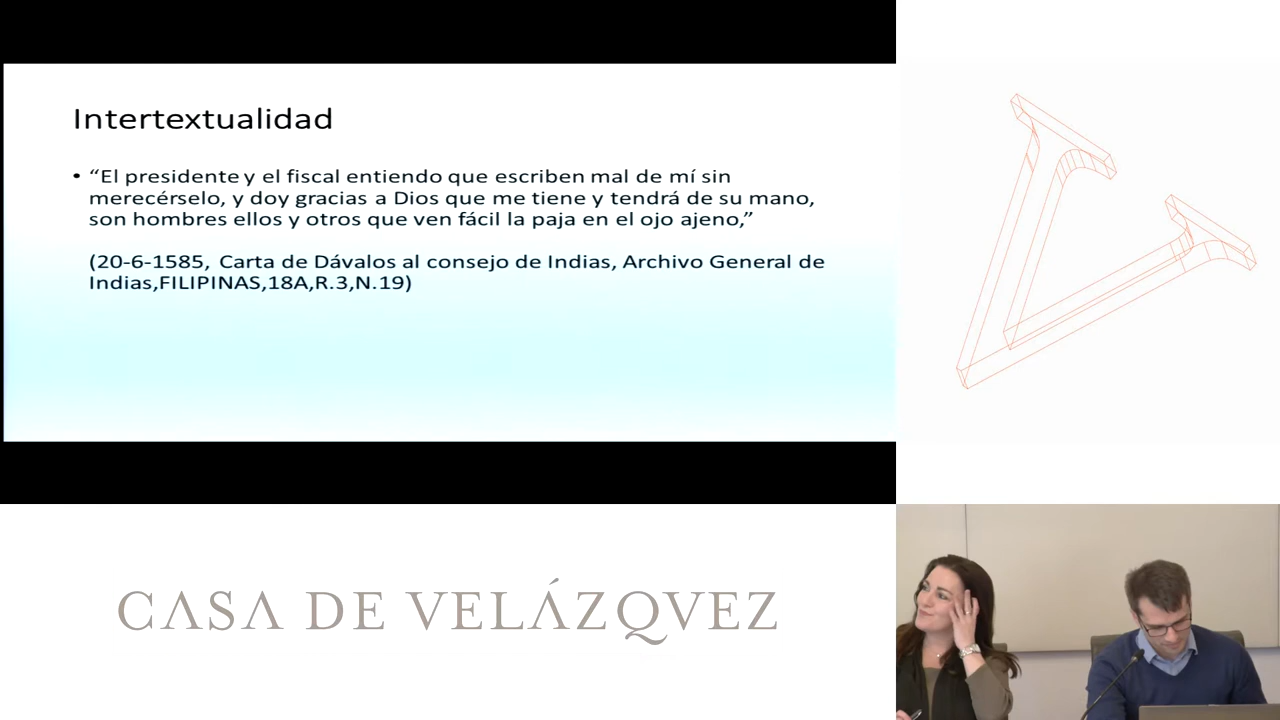 Intertextualidad
• “El presidente y el fiscal entiendo que escriben mal de mí sin
merecérselo, y doy gracias a Dios que me tiene y tendrá de su mano,
son hombres ellos y otros que ven fácil la paja en el ojo ajeno,”
(20-6-1585, Carta de Dávalos al consejo de Indias, Archivo General de
Indias,FILIPINAS,18A,R.3,N.19)
CASA DE VELÁZQVEZ